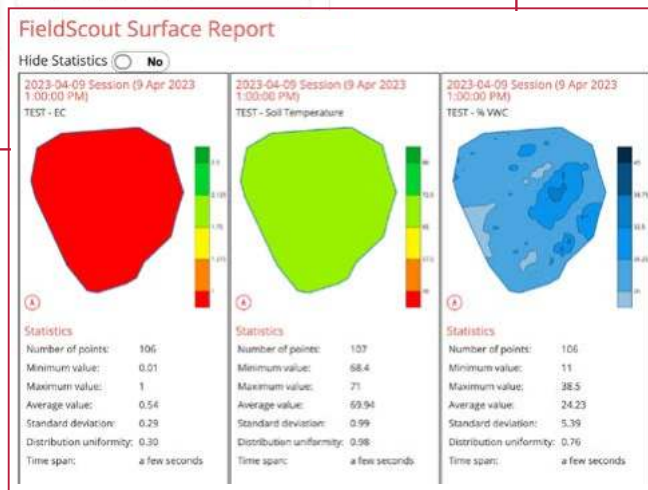 FieldScout Surface Report
Hide Statistics No
2023-04-09 Session (9 Apr 2023
1:00:00 PM)
TEST - EC
A
Statistics
Number of points: 106
Minimum value: 0.01
Maximum value: 1
Average value: 0.54
Standard deviation: 0.29
Distribution uniformity: 0.30
Time span: a few seconds
2023-04-09 Session (9 Apr 2023
1:00:00 PM)
TEST - Soil Temperature
A
Statistics
Number of points: 107
Minimum value: 68.4
Maximum value: 71
Average value: 69.94
Standard deviation: 0.99
Distribution uniformity: 0.98
Time span: a few seconds
2023-04-09 Session (9 Apr 2023
1:00:00 PM)
TEST - % VWC
A
Statistics
Number of points: 106
Minimum value: 11
Maximum value: 38.5
Average value: 24.23
Standard deviation: 5.39
Distribution uniformity: 0.76
Time span: a few seconds